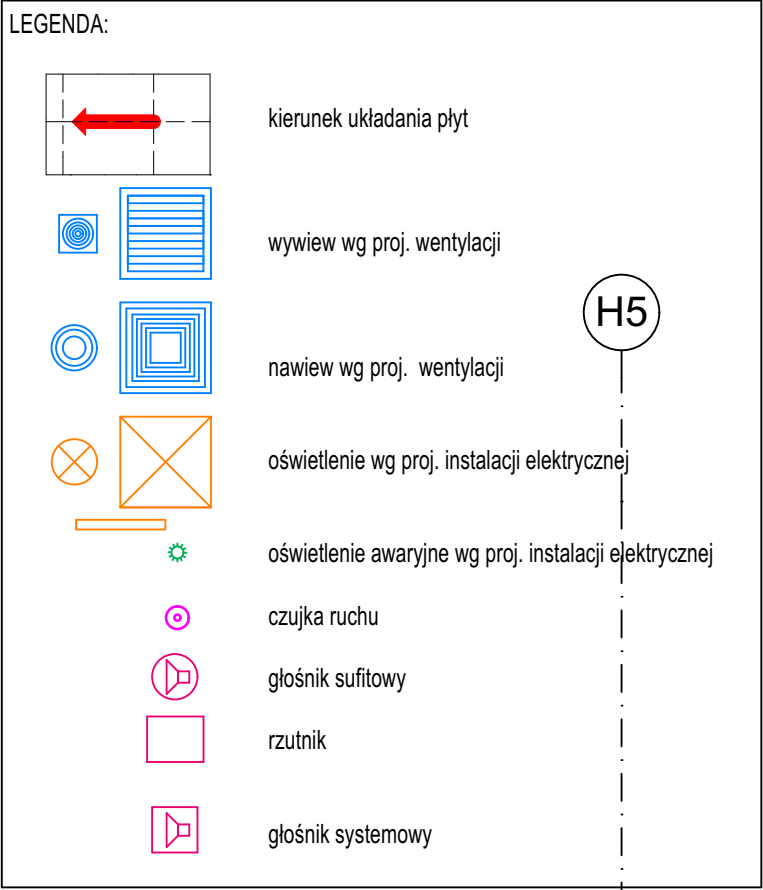 LEGENDA:
kierunek układania płyt
wywiew wg proj. wentylacji
H5
nawiew wg proj. wentylacji
oświetlenie wg proj. instalacji elektrycznej
oświetlenie awaryjne wg proj. instalacji elektrycznej
czujka ruchu
głośnik sufitowy
rzutnik
głośnik systemowy